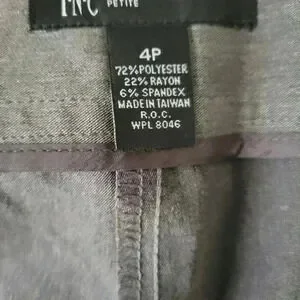 I·N·C
PETITE
4P
72% POLYESTER
22% RAYON
6% SPANDEX
MADE IN TAIWAN
R.O.C.
WPL 8046